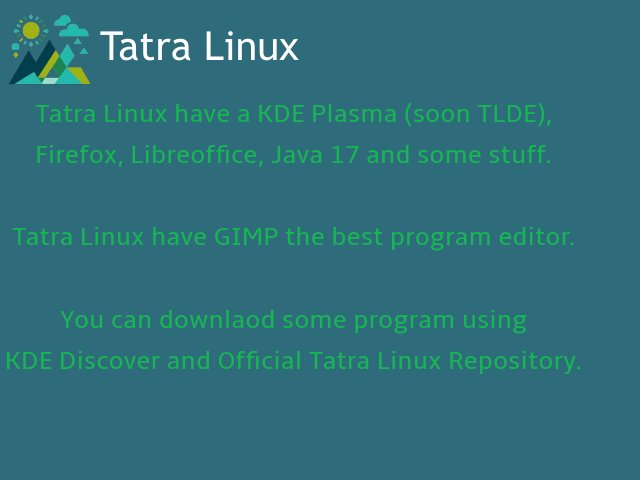 Tatra Linux
Tatra Linux have a KDE Plasma (soon TLDE),
Firefox, Libreoffice, Java 17 and some stuff.
Tatra Linux have GIMP the best program editor.
You can downlaod some program using
KDE Discover and Official Tatra Linux Repository.